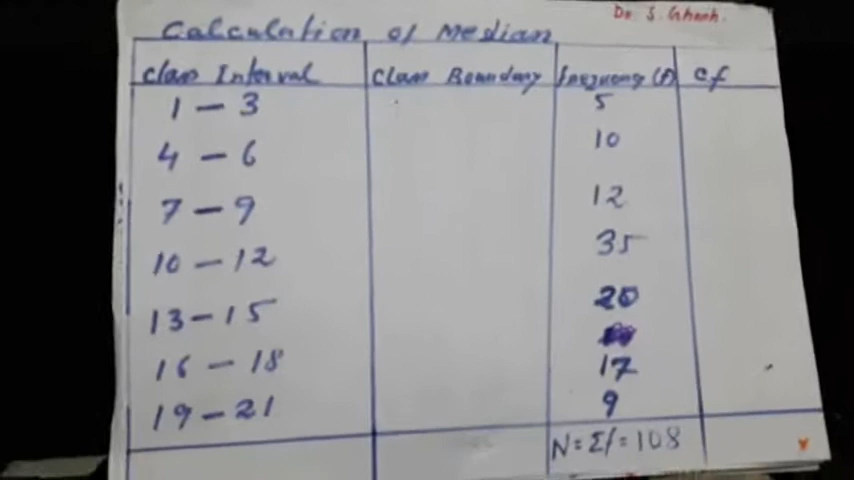 Dr S. Ghosh.
Calculation of Median
Class Interval Class Boundary frequency (f) cf
1 - 3 5
4 - 6 10
7 - 9 12
10 - 12 35
13 - 15 20
16 - 18 17
19 - 21 9
N = Σf = 108